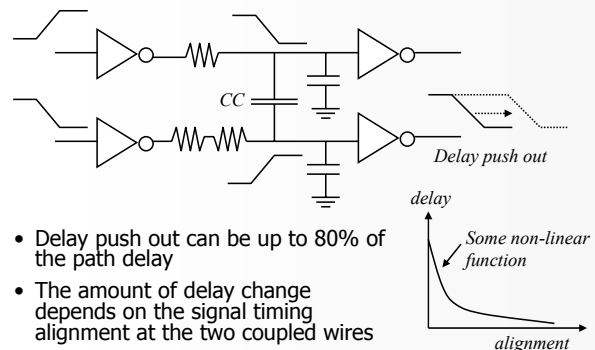 CC
Delay push out
delay
Some non-linear
function
alignment
• Delay push out can be up to 80% of
the path delay
• The amount of delay change
depends on the signal timing
alignment at the two coupled wires